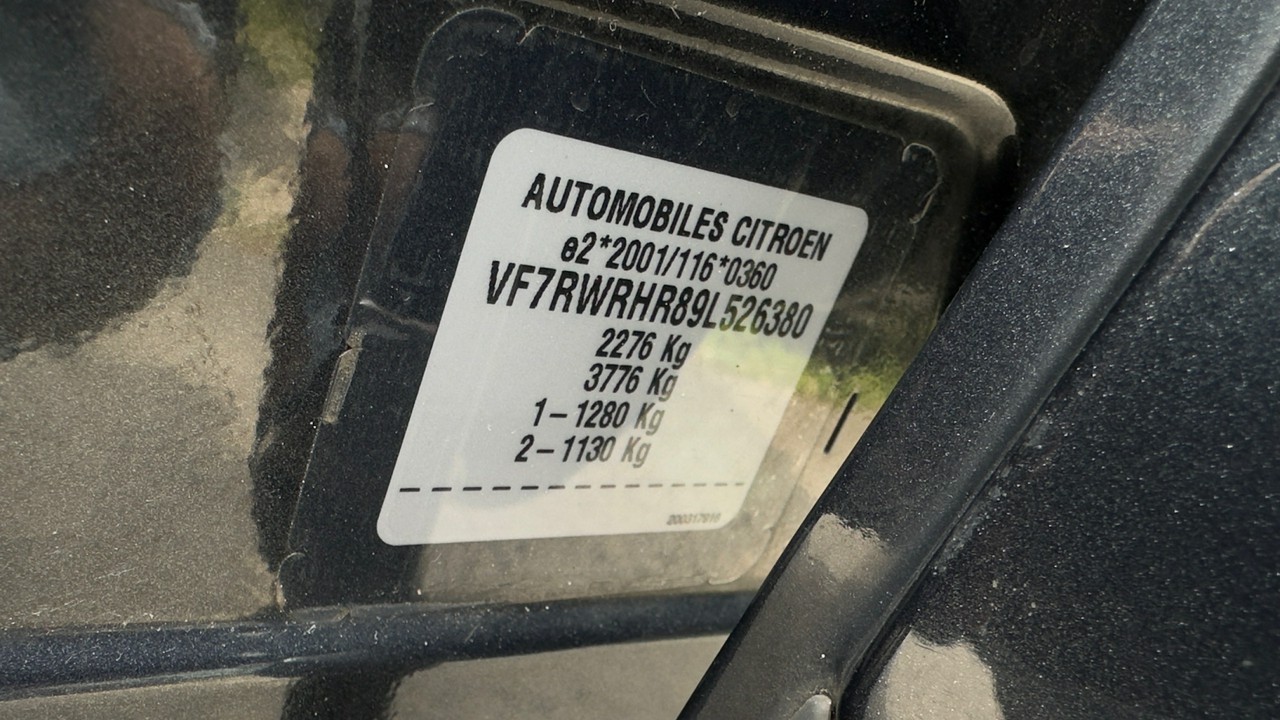 AUTOMOBILES CITROEN
e2*2001/116*0360
VF7RWRHR89L526380
2276 Kg
3776 Kg
1–1280 Kg
2–1130 Kg